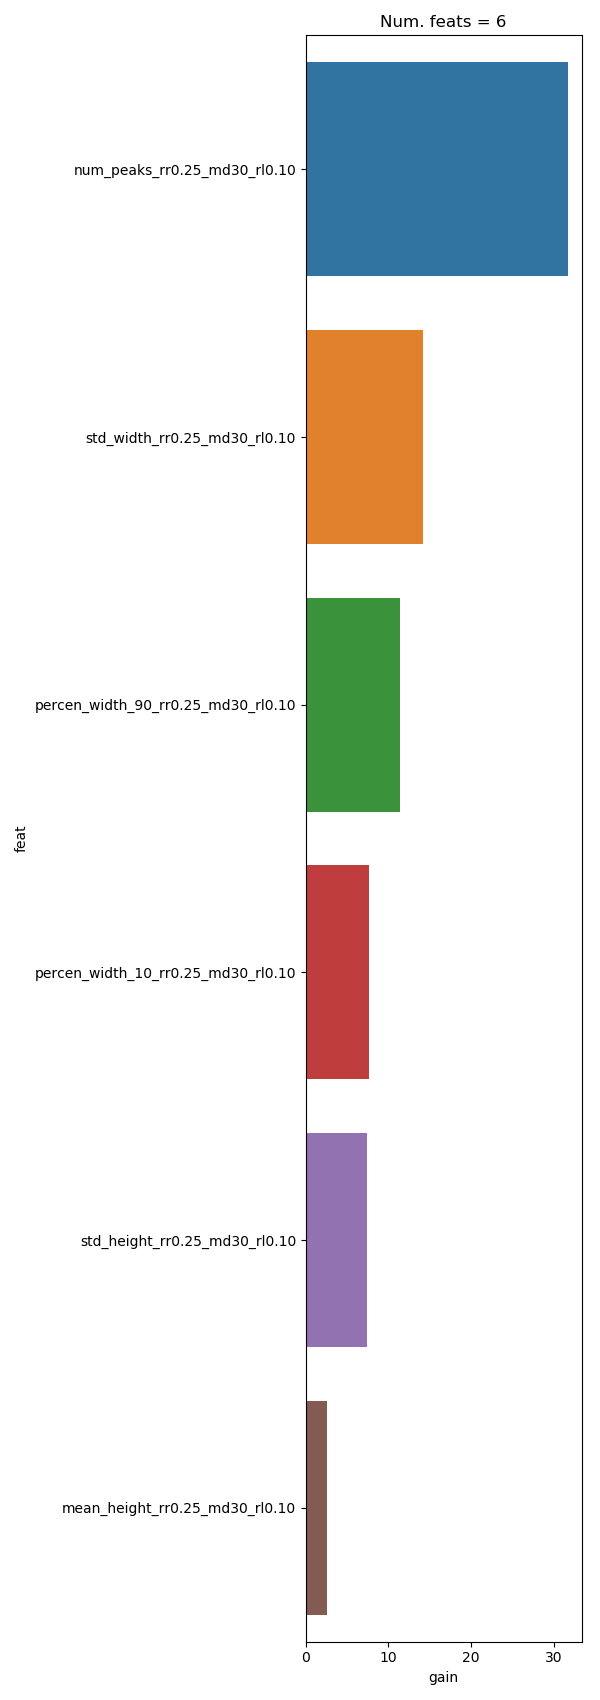 Num. feats = 6
num_peaks_rr0.25_md30_rl0.10
std_width_rr0.25_md30_rl0.10
percen_width_90_rr0.25_md30_rl0.10
feat
percen_width_10_rr0.25_md30_rl0.10
std_height_rr0.25_md30_rl0.10
mean_height_rr0.25_md30_rl0.10
0 10 20 30
gain